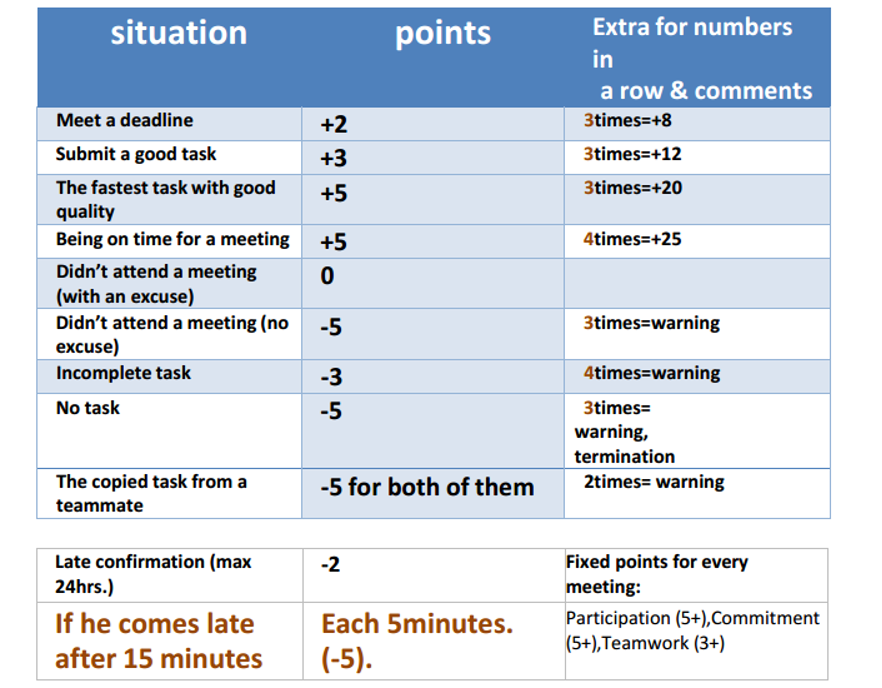 situation points Extra for numbers
in
a row & comments
Meet a deadline +2 3times=+8
Submit a good task +3 3times=+12
The fastest task with good
quality +5 3times=+20
Being on time for a meeting +5 4times=+25
Didn’t attend a meeting
(with an excuse) 0
Didn’t attend a meeting (no
excuse) -5 3times=warning
Incomplete task -3 4times=warning
No task -5 3times=
warning,
termination
The copied task from a
teammate -5 for both of them 2times= warning
Late confirmation (max
24hrs.) -2 Fixed points for every
meeting:
If he comes late
after 15 minutes
Each 5minutes.
(-5).
Participation (5+),Commitment
(5+),Teamwork (3+)